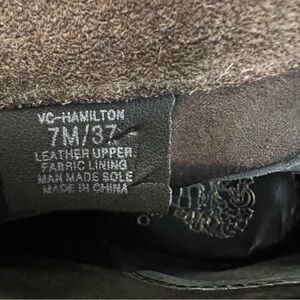 VC-HAMILTON
7M/37
LEATHER UPPER
FABRIC LINING
MAN MADE SOLE
MADE IN CHINA